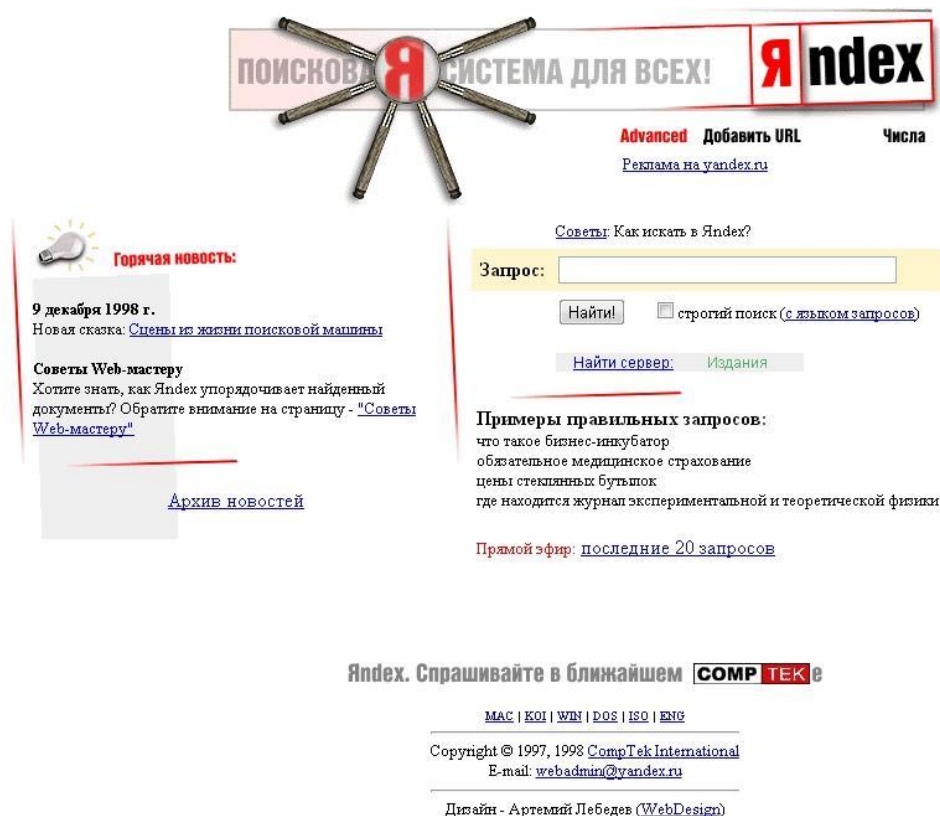 ПОИСКОВАЯ СИСТЕМА ДЛЯ ВСЕХ!
Яndex
Advanced Добавить URL Числа
Реклама на yandex.ru
Горячая новость:
9 декабря 1998 г.
Новая сказка: Сцены из жизни поисковой машины
Советы Web-мастеру
Хотите знать, как Яndex упорядочивает найденный
документы? Обратите внимание на страницу - "Советы
Web-мастеру"
Архив новостей
Советы: Как искать в Яndex?
Запрос:
Найти! строгий поиск (с языком запросов)
Найти сервер: Издания
Примеры правильных запросов:
что такое бизнес-инкубатор
обязательное медицинское страхование
цены стеклянных бутылок
где находится журнал экспериментальной и теоретической физики
Прямой эфир: последние 20 запросов
Яndex. Спрашивайте в ближайшем COMPTEKе
MAC | KOI | WIN | DOS | ISO | ENG
Copyright © 1997, 1998 CompTek International
E-mail: webadmin@yandex.ru
Дизайн - Артемий Лебедев (WebDesign)